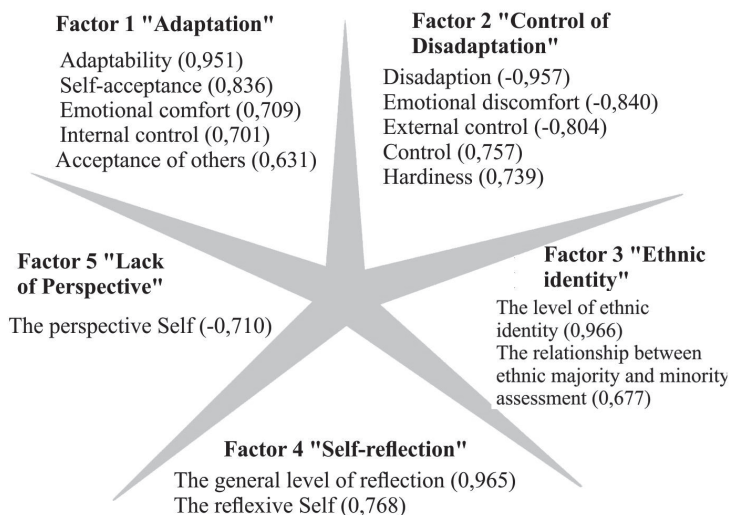 Factor 1 "Adaptation"
Adaptability (0,951)
Self-acceptance (0,836)
Emotional comfort (0,709)
Internal control (0,701)
Acceptance of others (0,631)
Factor 2 "Control of
Disadaptation"
Disadaption (-0,957)
Emotional discomfort (-0,840)
External control (-0,804)
Control (0,757)
Hardiness (0,739)
Factor 3 "Ethnic
identity"
The level of ethnic
identity (0,966)
The relationship between
ethnic majority and minority
assessment (0,677)
Factor 4 "Self-reflection"
The general level of reflection (0,965)
The reflexive Self (0,768)
Factor 5 "Lack
of Perspective"
The perspective Self (-0,710)